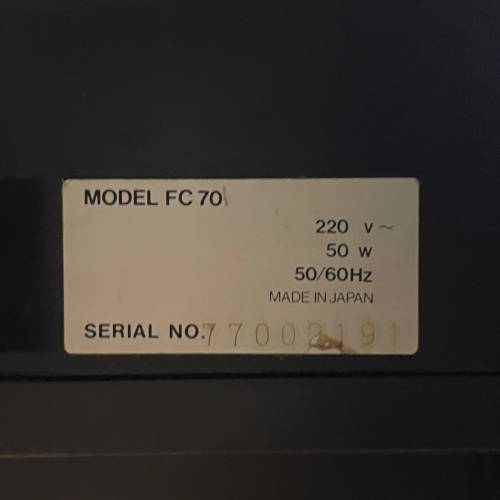 MODEL FC 70
220 v ~
50 w
50/60Hz
MADE IN JAPAN
SERIAL NO. 77002191